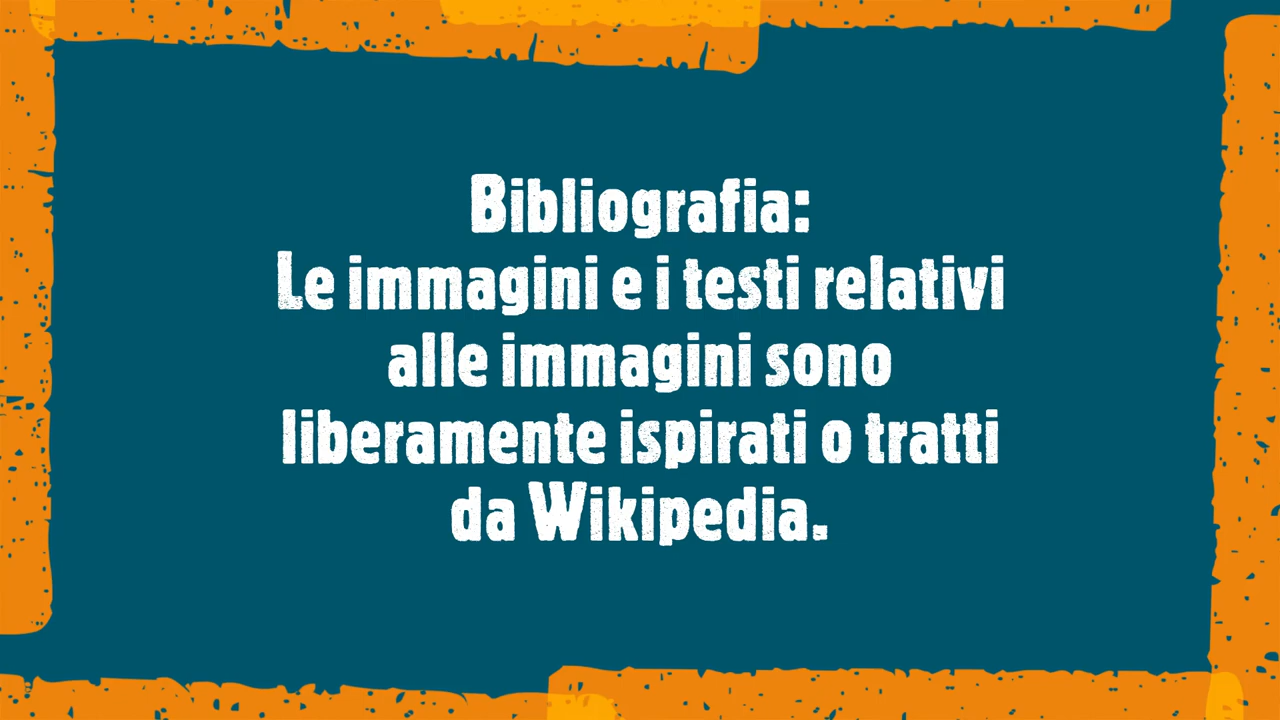 Bibliografia:
Le immagini e i testi relativi
alle immagini sono
liberamente ispirati o tratti
da Wikipedia.